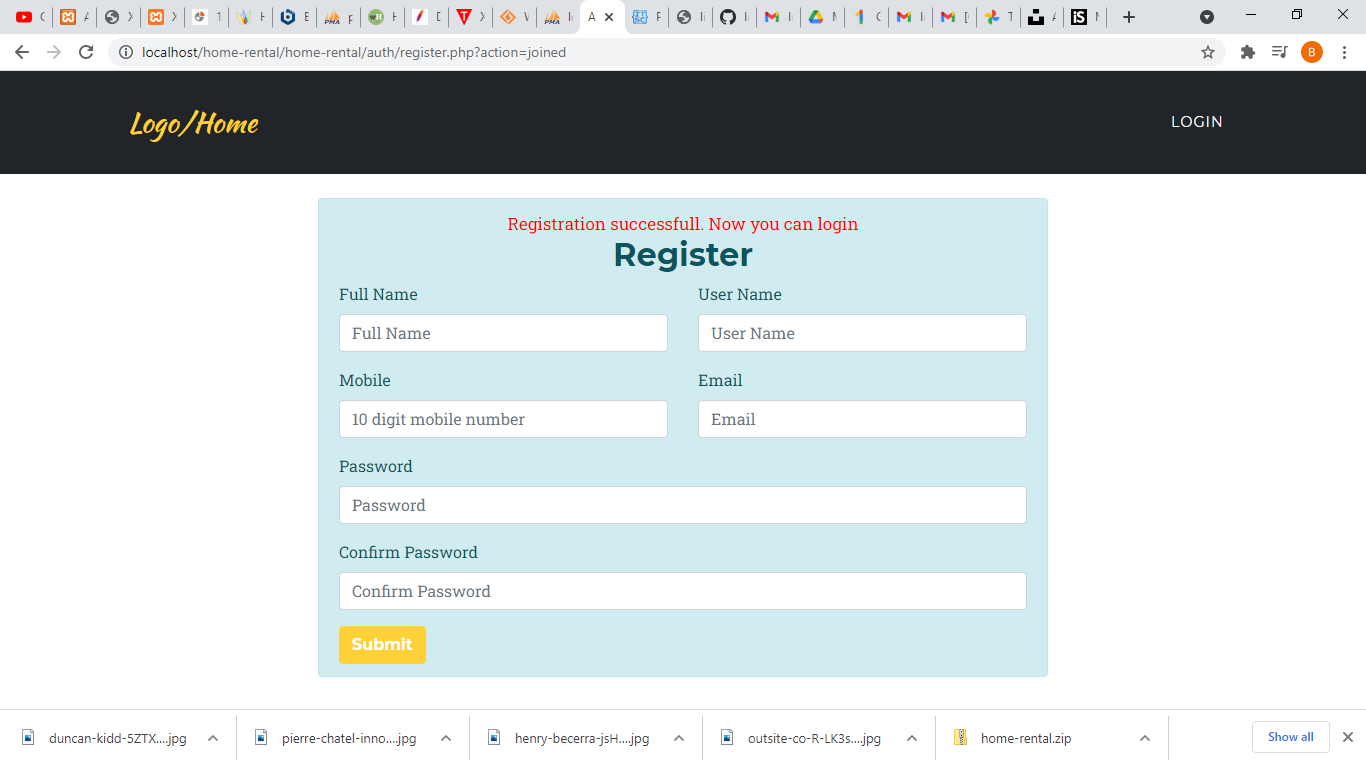 localhost/home-rental/home-rental/auth/register.php?action=joined
B
Logo/Home
LOGIN
Registration successfull. Now you can login
Register
Full Name
User Name
Full Name
User Name
Mobile
Email
10 digit mobile number
Email
Password
Password
Confirm Password
Confirm Password
Submit
duncan-kidd-5ZTX....jpg
pierre-chatel-inno....jpg
henry-becerra-jsH....jpg
outsite-co-R-LK3s....jpg
home-rental.zip
Show all